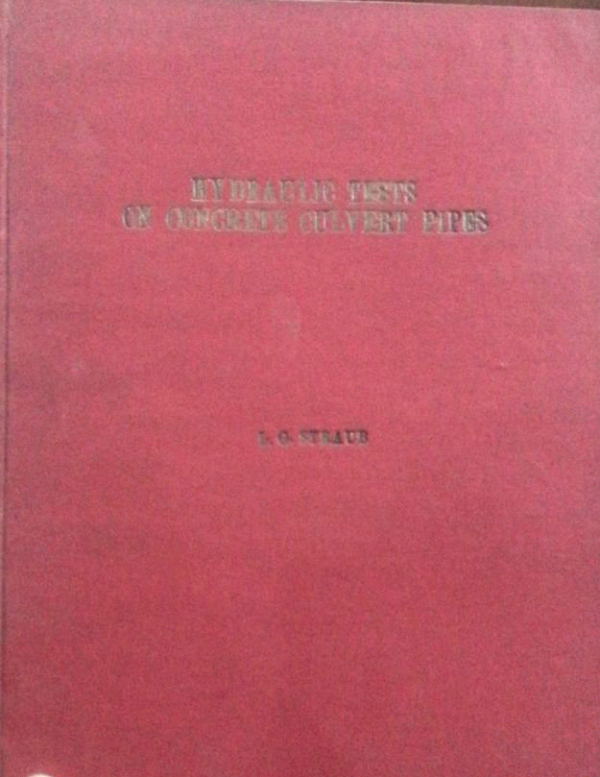 HYDRAULIC TESTS
ON CONCRETE CULVERT PIPES
L. G. STRAUB